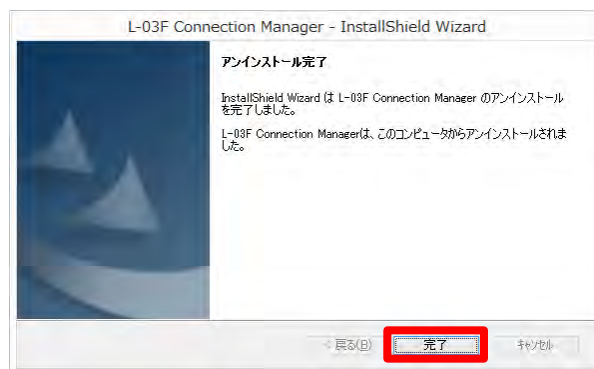 L-03F Connection Manager - InstallShield Wizard
アンインストール完了
InstallShield Wizard は L-03F Connection Manager のアンインストール
を完了しました。
L-03F Connection Managerは、このコンピュータからアンインストールされま
した。
< 戻る(B)
完了
キャンセル